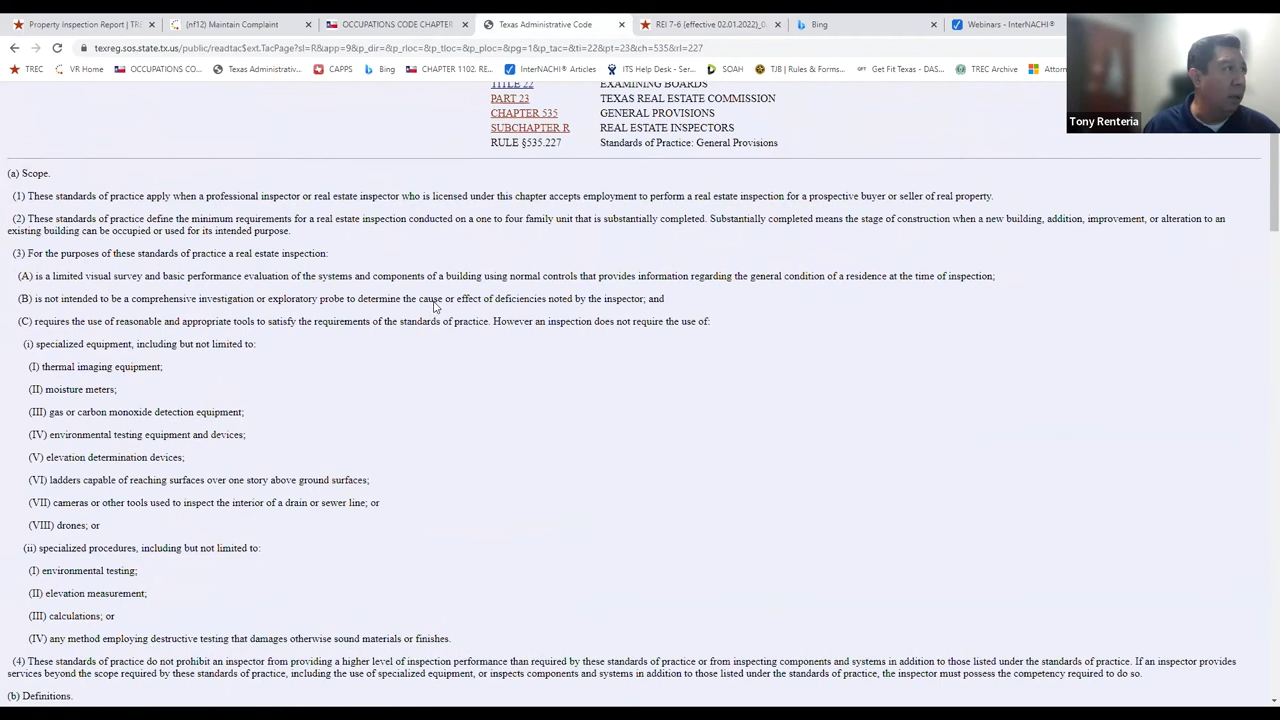 Property Inspection Report | TRE
(nf12) Maintain Complaint
OCCUPATIONS CODE CHAPTER
Texas Administrative Code
REI 7-6 (effective 02.01.2022)_0
Bing
Webinars - InterNACHI®
texreg.sos.state.tx.us/public/readtac$ext.TacPage?sl=R&app=9&p_dir=&p_rloc=&p_tloc=&p_ploc=&pg=1&p_tac=&ti=22&pt=23&ch=535&rl=227
TREC
VR Home
OCCUPATIONS CO...
Texas Administrativ...
CAPPS
Bing
CHAPTER 1102. RE...
InterNACHI® Articles
ITS Help Desk - Ser...
SOAH
TJB | Rules & Forms...
Get Fit Texas - DAS...
TREC Archive
Attorn
Tony Renteria
TITLE 22 EXAMINING BOARDS
PART 23 TEXAS REAL ESTATE COMMISSION
CHAPTER 535 GENERAL PROVISIONS
SUBCHAPTER R REAL ESTATE INSPECTORS
RULE §535.227 Standards of Practice: General Provisions
(a) Scope.
(1) These standards of practice apply when a professional inspector or real estate inspector who is licensed under this chapter accepts employment to perform a real estate inspection for a prospective buyer or seller of real property.
(2) These standards of practice define the minimum requirements for a real estate inspection conducted on a one to four family unit that is substantially completed. Substantially completed means the stage of construction when a new building, addition, improvement, or alteration to an
existing building can be occupied or used for its intended purpose.
(3) For the purposes of these standards of practice a real estate inspection:
(A) is a limited visual survey and basic performance evaluation of the systems and components of a building using normal controls that provides information regarding the general condition of a residence at the time of inspection;
(B) is not intended to be a comprehensive investigation or exploratory probe to determine the cause or effect of deficiencies noted by the inspector; and
(C) requires the use of reasonable and appropriate tools to satisfy the requirements of the standards of practice. However an inspection does not require the use of:
(i) specialized equipment, including but not limited to:
(I) thermal imaging equipment;
(II) moisture meters;
(III) gas or carbon monoxide detection equipment;
(IV) environmental testing equipment and devices;
(V) elevation determination devices;
(VI) ladders capable of reaching surfaces over one story above ground surfaces;
(VII) cameras or other tools used to inspect the interior of a drain or sewer line; or
(VIII) drones; or
(ii) specialized procedures, including but not limited to:
(I) environmental testing;
(II) elevation measurement;
(III) calculations; or
(IV) any method employing destructive testing that damages otherwise sound materials or finishes.
(4) These standards of practice do not prohibit an inspector from providing a higher level of inspection performance than required by these standards of practice or from inspecting components and systems in addition to those listed under the standards of practice. If an inspector provides
services beyond the scope required by these standards of practice, including the use of specialized equipment, or inspects components and systems in addition to those listed under the standards of practice, the inspector must possess the competency required to do so.
(b) Definitions.